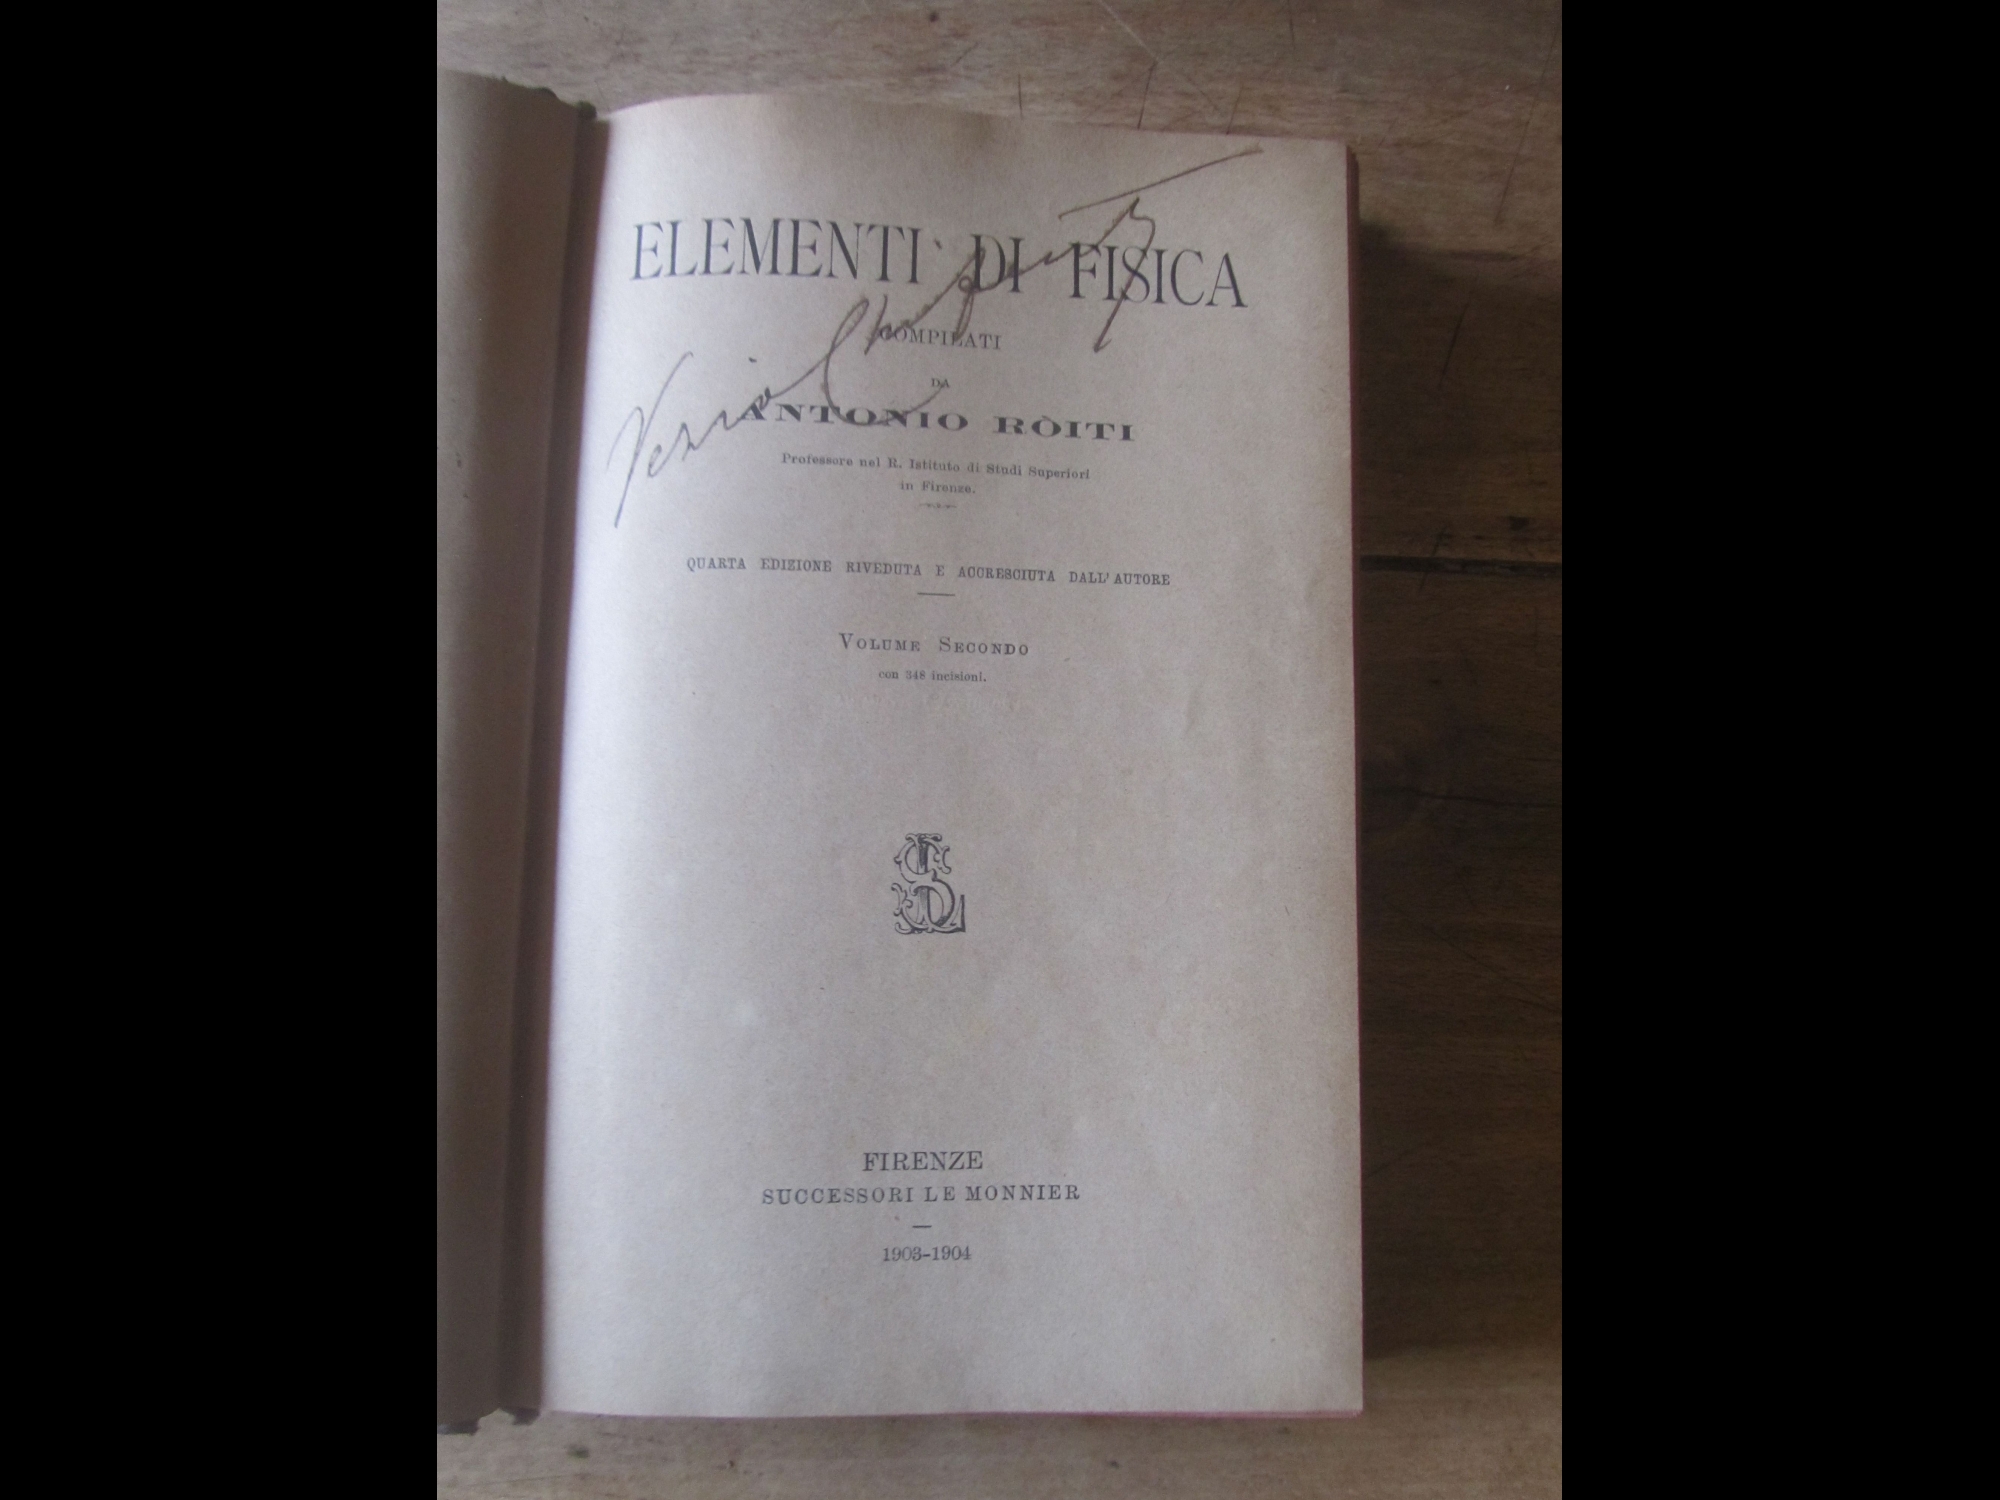 ELEMENTI DI FISICA
COMPILATI
DA
ANTONIO RÒITI
Professore nel R. Istituto di Studi Superiori
in Firenze.
QUARTA EDIZIONE RIVEDUTA E ACCRESCIUTA DALL' AUTORE
VOLUME SECONDO
con 348 incisioni.
FIRENZE
SUCCESSORI LE MONNIER
1903-1904